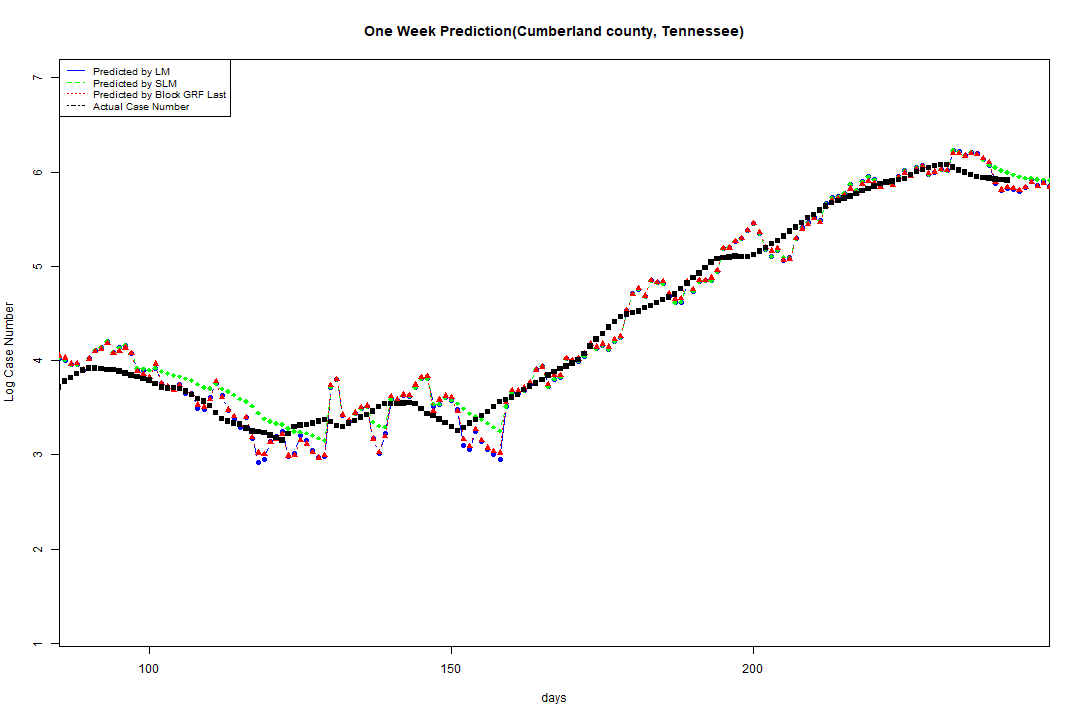 One Week Prediction(Cumberland county, Tennessee)
Predicted by LM
Predicted by SLM
Predicted by Block GRF Last
Actual Case Number
7
6
5
4
3
2
1
Log Case Number
100 150 200
days